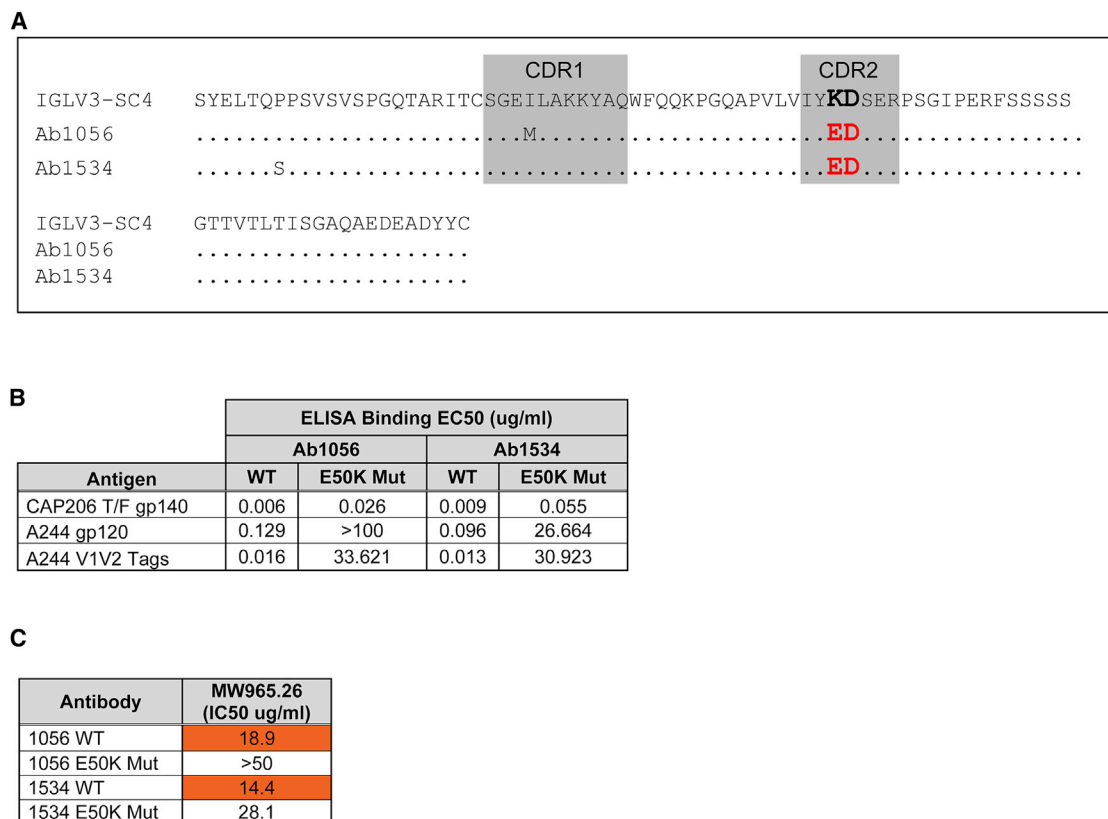 A
CDR1 CDR2
IGLV3-SC4 SYELTQPPSVSVSPGQTARITCSGEILAKKYAQWFQQKPGQAPVLVIYKDSERPSGIPERFSSSSS
Ab1056 ......................M......................ED................
Ab1534 ......S..........................................ED................
IGLV3-SC4 GTTVTLTISGAQAEDEADYYC
Ab1056 .....................
Ab1534 .....................
B
ELISA Binding EC50 (ug/ml)
Ab1056 Ab1534
Antigen WT E50K Mut WT E50K Mut
CAP206 T/F gp140 0.006 0.026 0.009 0.055
A244 gp120 0.129 >100 0.096 26.664
A244 V1V2 Tags 0.016 33.621 0.013 30.923
C
Antibody MW965.26
(IC50 ug/ml)
1056 WT 18.9
1056 E50K Mut >50
1534 WT 14.4
1534 E50K Mut 28.1